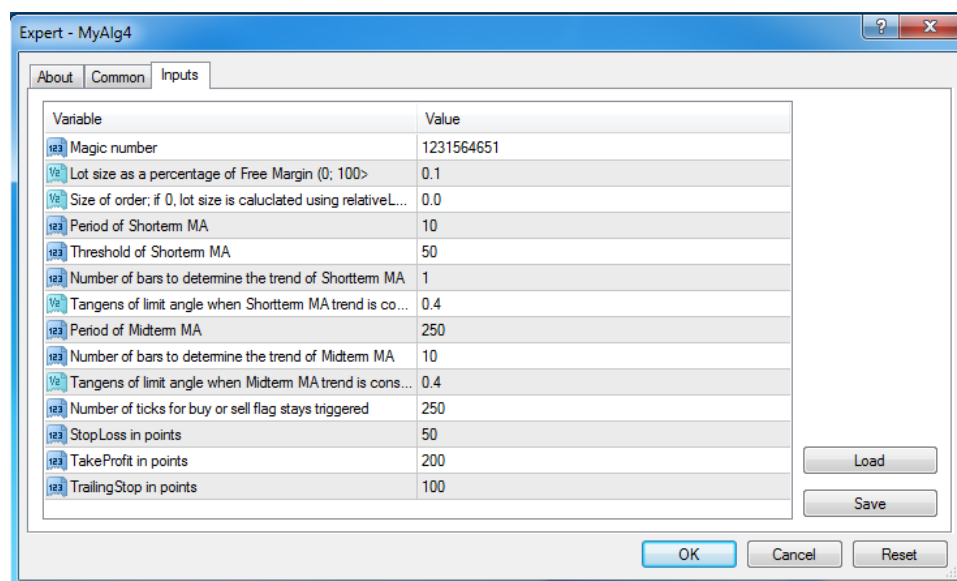 Expert - MyAlg4
About Common Inputs
Variable Value
Magic number 1231564651
Lot size as a percentage of Free Margin (0; 100> 0.1
Size of order; if 0, lot size is caluclated using relativeL... 0.0
Period of Shorterm MA 10
Threshold of Shorterm MA 50
Number of bars to determine the trend of Shortterm MA 1
Tangens of limit angle when Shortterm MA trend is co... 0.4
Period of Midterm MA 250
Number of bars to determine the trend of Midterm MA 10
Tangens of limit angle when Midterm MA trend is cons... 0.4
Number of ticks for buy or sell flag stays triggered 250
StopLoss in points 50
TakeProfit in points 200
TrailingStop in points 100
Load
Save
OK Cancel Reset